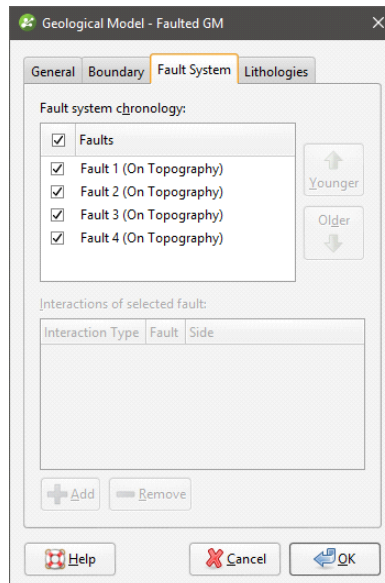 Geological Model - Faulted GM
General Boundary Fault System Lithologies
Fault system chronology:
Faults
Fault 1 (On Topography)
Fault 2 (On Topography)
Fault 3 (On Topography)
Fault 4 (On Topography)
Younger
Older
Interactions of selected fault:
Interaction Type Fault Side
Add Remove
Help Cancel OK